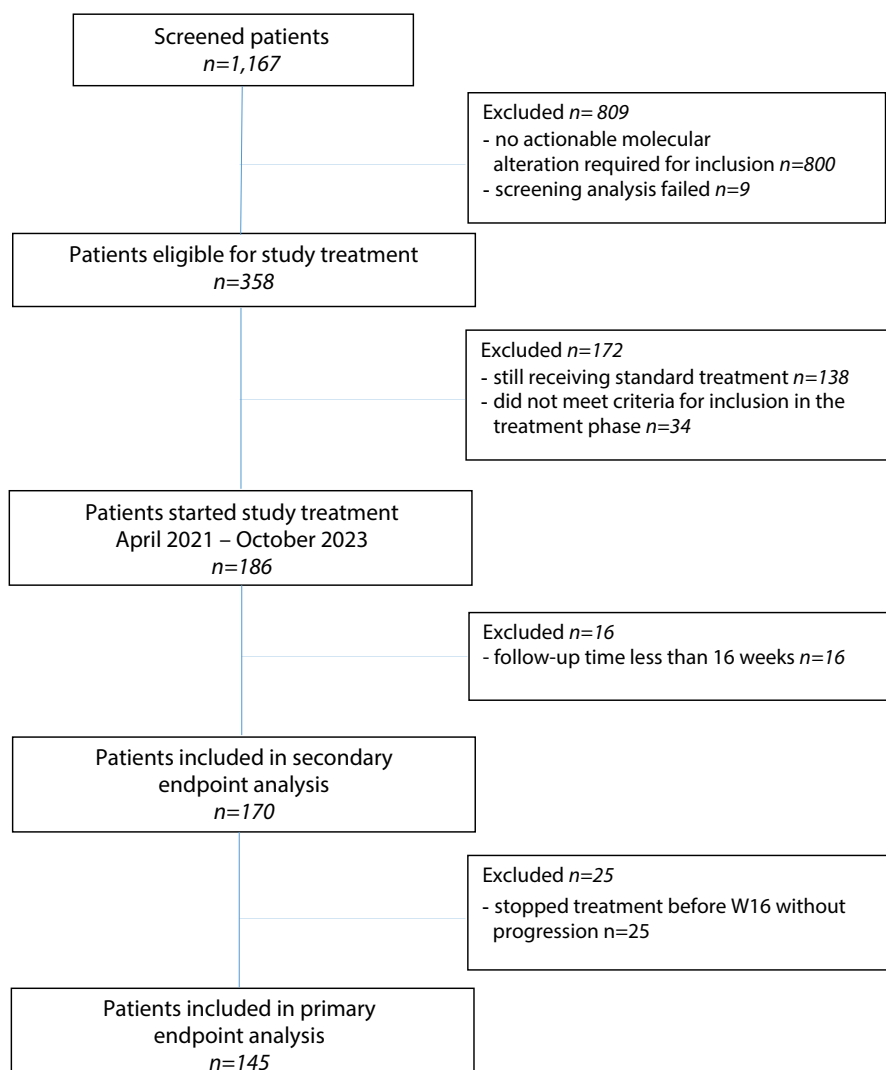 Screened patients
n=1,167
Excluded n= 809
- no actionable molecular
alteration required for inclusion n=800
- screening analysis failed n=9
Patients eligible for study treatment
n=358
Excluded n=172
- still receiving standard treatment n=138
- did not meet criteria for inclusion in the
treatment phase n=34
Patients started study treatment
April 2021 – October 2023
n=186
Excluded n=16
- follow-up time less than 16 weeks n=16
Patients included in secondary
endpoint analysis
n=170
Excluded n=25
- stopped treatment before W16 without
progression n=25
Patients included in primary
endpoint analysis
n=145